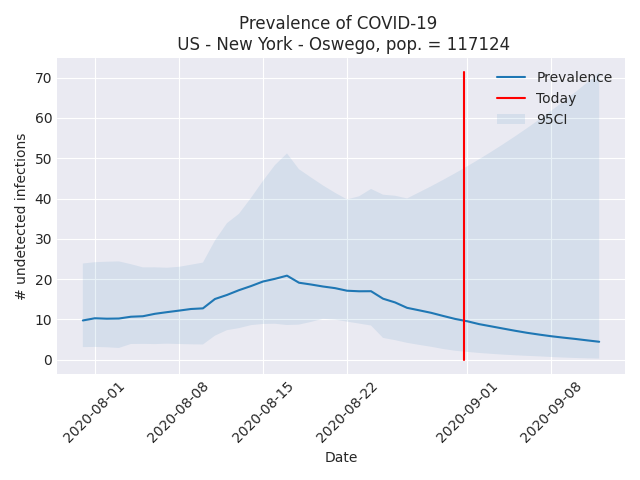 Prevalence of COVID-19
US - New York - Oswego, pop. = 117124
Prevalence
Today
95CI
# undetected infections
70
60
50
40
30
20
10
0
2020-08-01
2020-08-08
2020-08-15
2020-08-22
2020-09-01
2020-09-08
Date